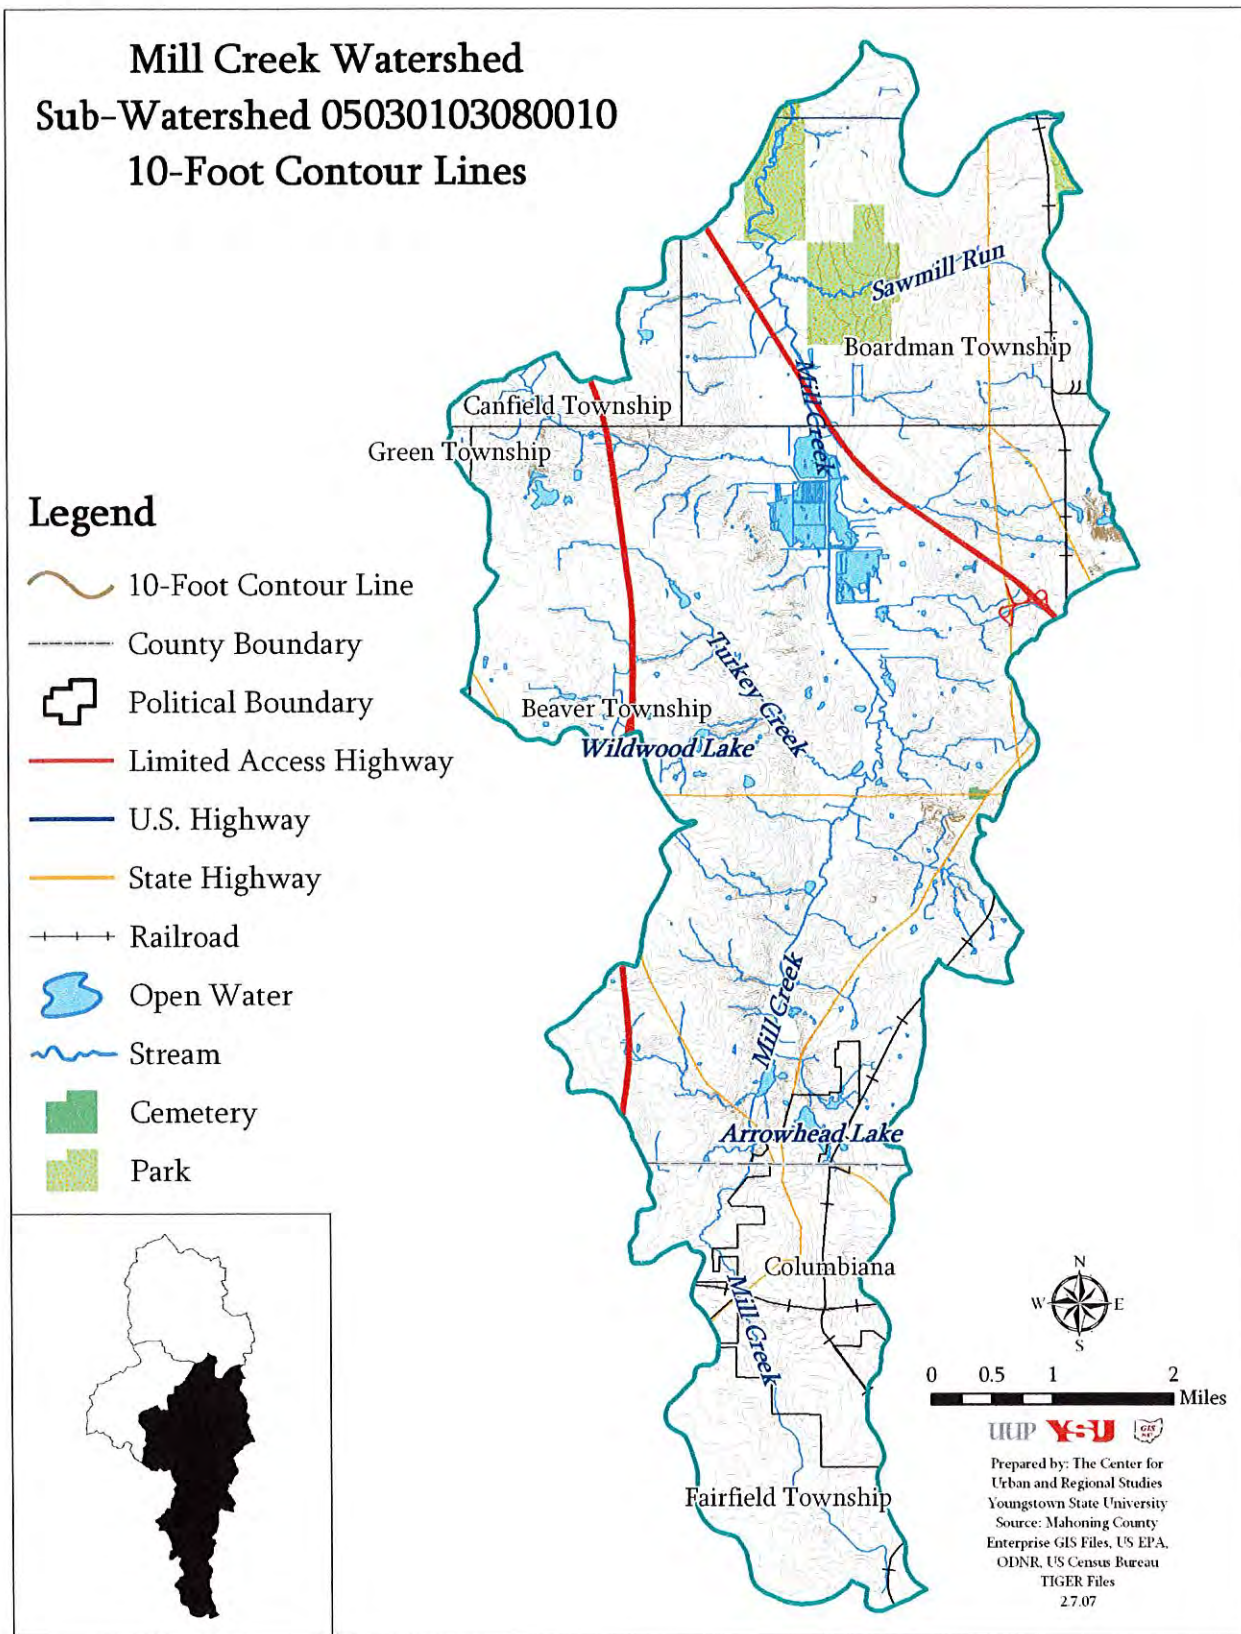 Mill Creek Watershed
Sub-Watershed 05030103080010
10-Foot Contour Lines
Sawmill Run
Boardman Township
Mill Creek
Canfield Township
Green Township
Legend
10-Foot Contour Line
County Boundary
Political Boundary
Limited Access Highway
U.S. Highway
State Highway
Railroad
Open Water
Stream
Cemetery
Park
Turkey Creek
Beaver Township
Wildwood Lake
Mill Creek
Arrowhead Lake
Columbiana
Mill Creek
Fairfield Township
N
W E
S
0 0.5 1 2
Miles
UUP YSU GIS
Prepared by: The Center for
Urban and Regional Studies
Youngstown State University
Source: Mahoning County
Enterprise GIS Files, US EPA,
ODNR, US Census Bureau
TIGER Files
2.7.07